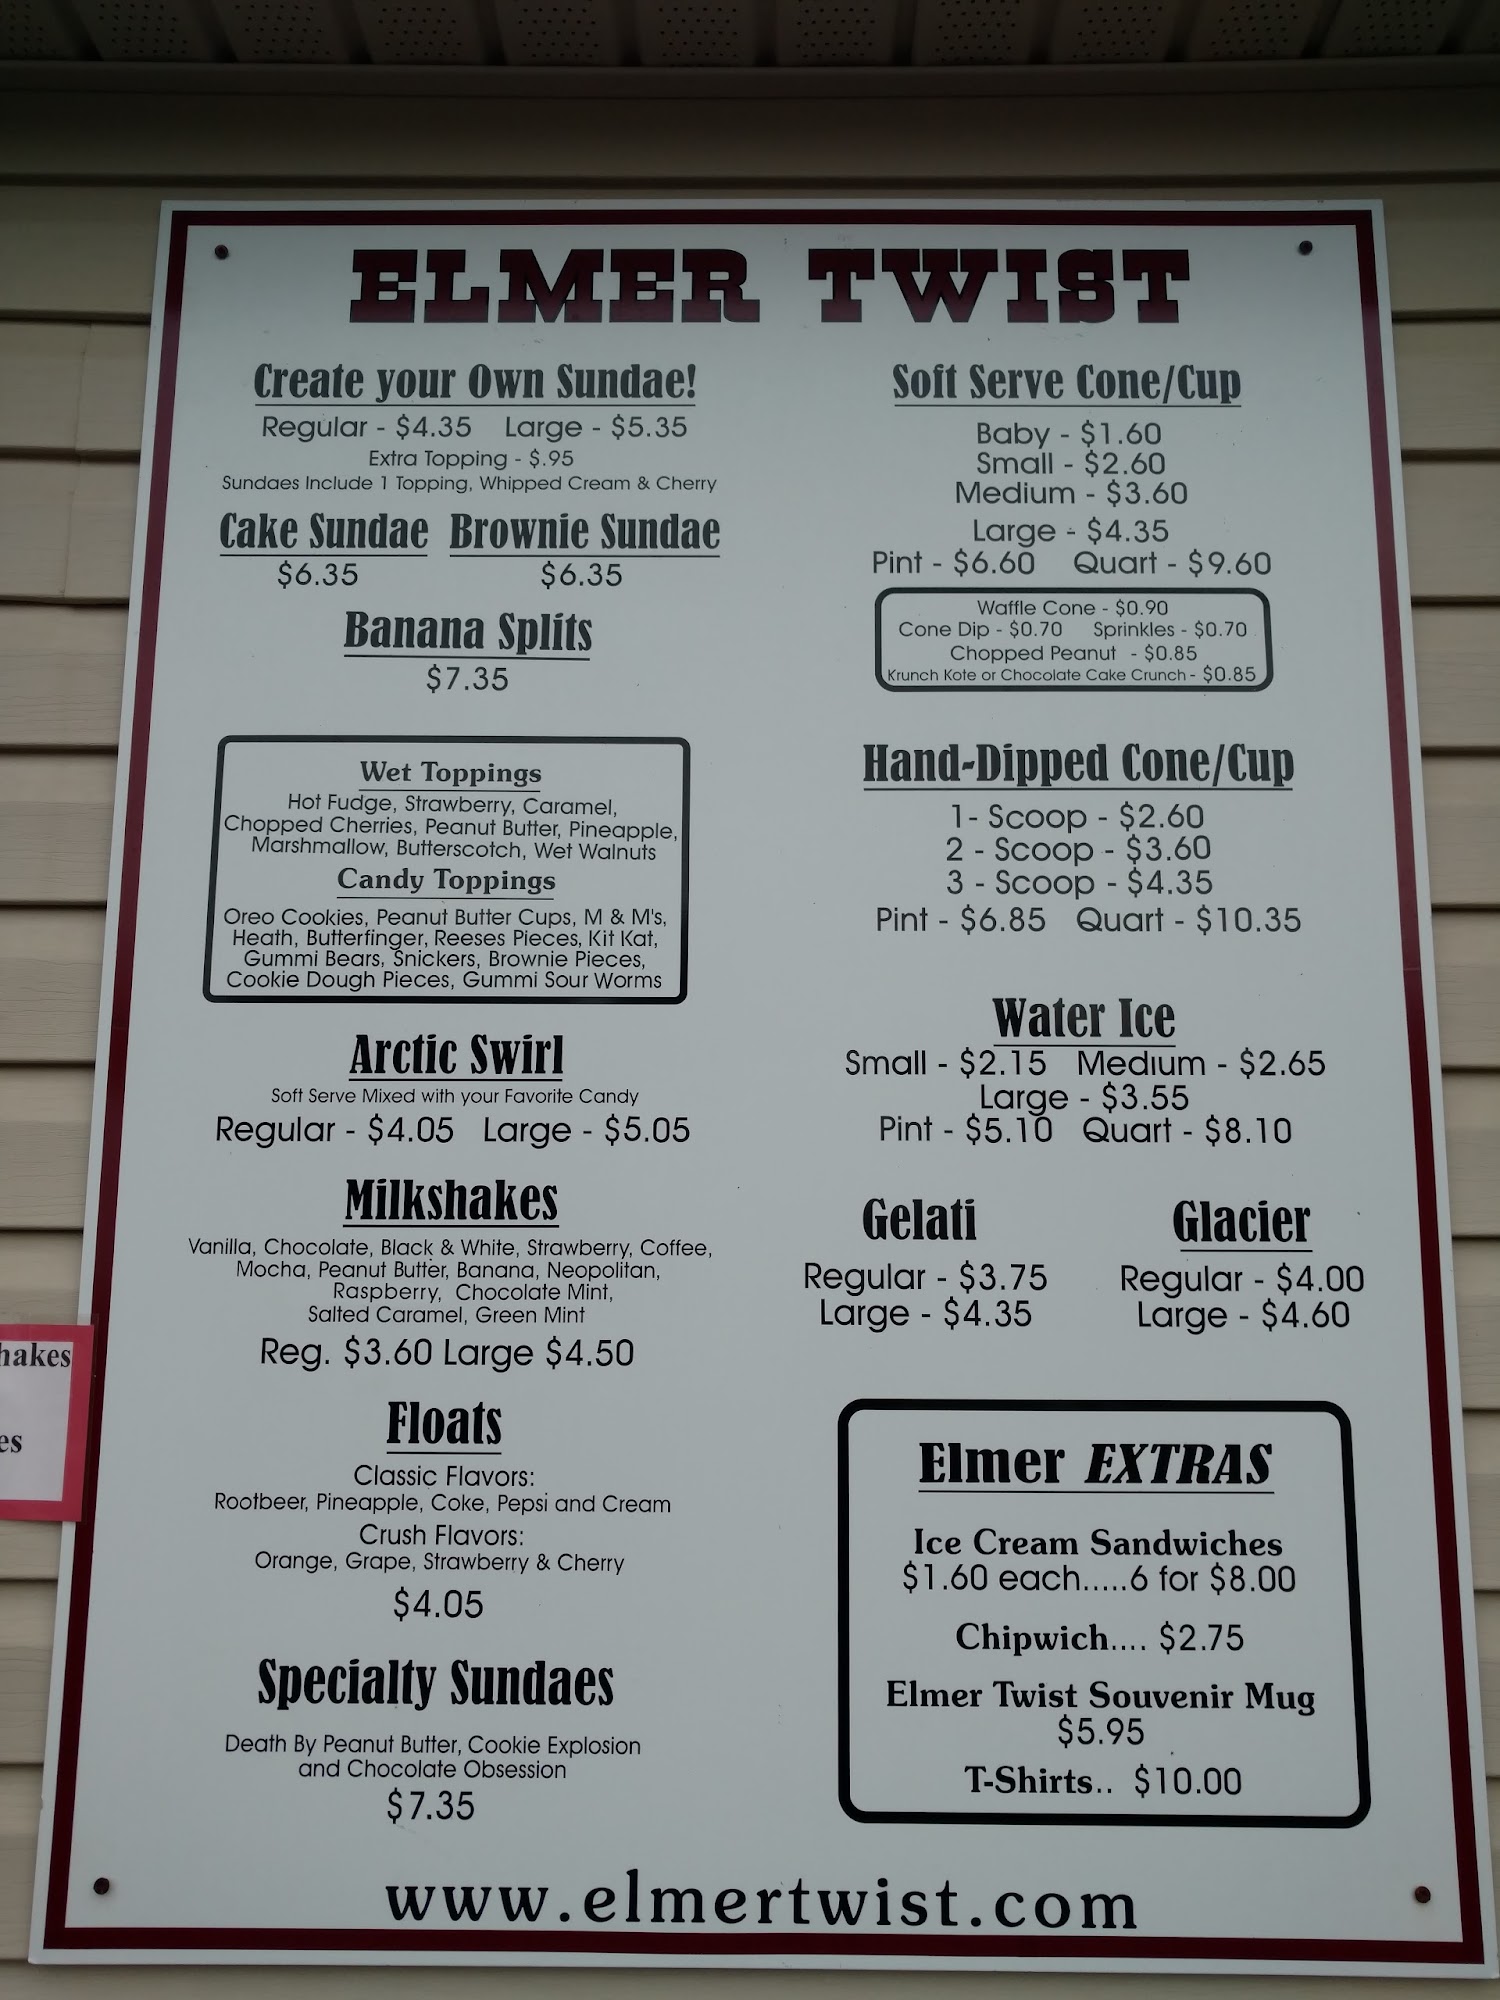 ELMER TWIST
Create your Own Sundae!
Regular - $4.35 Large - $5.35
Extra Topping - $.95
Sundaes Include 1 Topping, Whipped Cream & Cherry
Cake Sundae Brownie Sundae
$6.35 $6.35
Banana Splits
$7.35
Wet Toppings
Hot Fudge, Strawberry, Caramel,
Chopped Cherries, Peanut Butter, Pineapple,
Marshmallow, Butterscotch, Wet Walnuts
Candy Toppings
Oreo Cookies, Peanut Butter Cups, M & M's,
Heath, Butterfinger, Reeses Pieces, Kit Kat,
Gummi Bears, Snickers, Brownie Pieces,
Cookie Dough Pieces, Gummi Sour Worms
Arctic Swirl
Soft Serve Mixed with your Favorite Candy
Regular - $4.05 Large - $5.05
Milkshakes
Vanilla, Chocolate, Black & White, Strawberry, Coffee,
Mocha, Peanut Butter, Banana, Neopolitan,
Raspberry, Chocolate Mint,
Salted Caramel, Green Mint
Reg. $3.60 Large $4.50
Floats
Classic Flavors:
Rootbeer, Pineapple, Coke, Pepsi and Cream
Crush Flavors:
Orange, Grape, Strawberry & Cherry
$4.05
Specialty Sundaes
Death By Peanut Butter, Cookie Explosion
and Chocolate Obsession
$7.35
Soft Serve Cone/Cup
Baby - $1.60
Small - $2.60
Medium - $3.60
Large - $4.35
Pint - $6.60 Quart - $9.60
Waffle Cone - $0.90
Cone Dip - $0.70 Sprinkles - $0.70
Chopped Peanut - $0.85
Krunch Kote or Chocolate Cake Crunch - $0.85
Hand-Dipped Cone/Cup
1- Scoop - $2.60
2 - Scoop - $3.60
3 - Scoop - $4.35
Pint - $6.85 Quart - $10.35
Water Ice
Small - $2.15 Medium - $2.65
Large - $3.55
Pint - $5.10 Quart - $8.10
Gelati Glacier
Regular - $3.75 Regular - $4.00
Large - $4.35 Large - $4.60
Elmer EXTRAS
Ice Cream Sandwiches
$1.60 each.....6 for $8.00
Chipwich.... $2.75
Elmer Twist Souvenir Mug
$5.95
T-Shirts.. $10.00
www.elmertwist.com
hakes
es